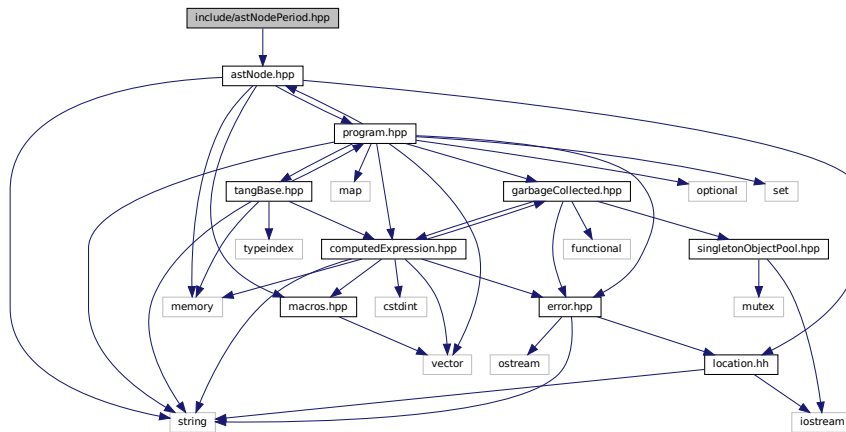 include/astNodePeriod.hpp
astNode.hpp
program.hpp
tangBase.hpp
map
garbageCollected.hpp
optional
set
typeindex
computedExpression.hpp
functional
singletonObjectPool.hpp
memory
macros.hpp
cstdint
error.hpp
mutex
vector
ostream
location.hh
string
iostream